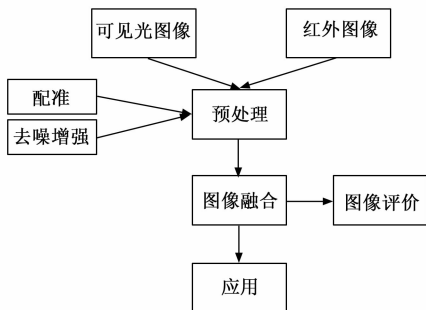 可见光图像
红外图像
配准
预处理
去噪增强
图像融合
图像评价
应用